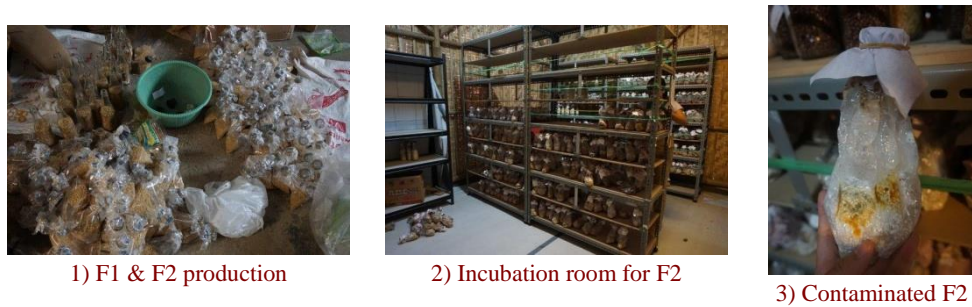 1) F1 & F2 production
2) Incubation room for F2
3) Contaminated F2